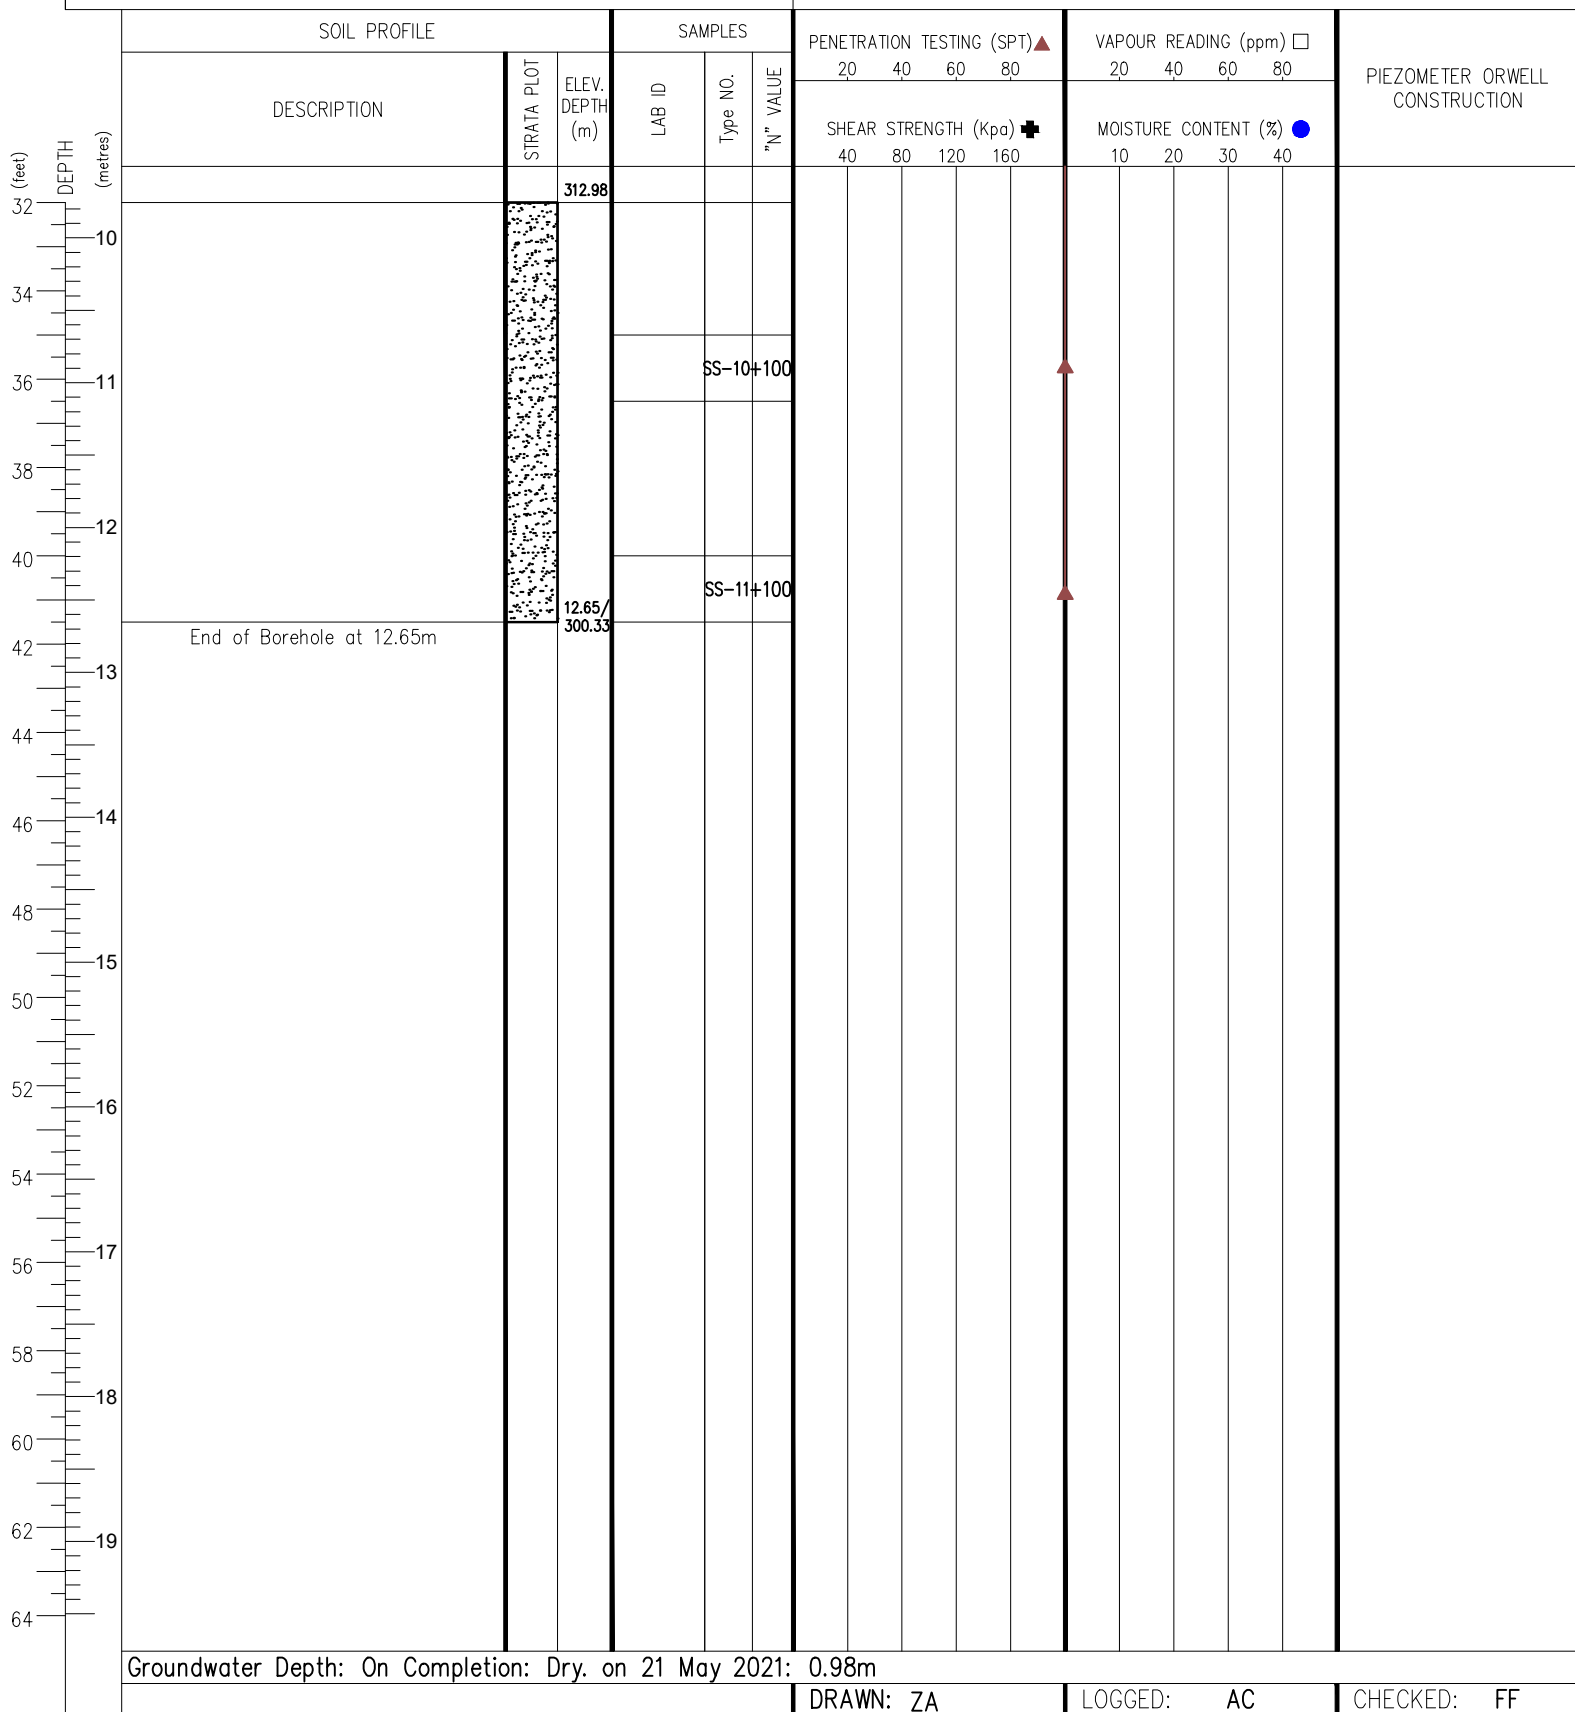 SOIL PROFILE
SAMPLES
PENETRATION TESTING (SPT)
20 40 60 80
SHEAR STRENGTH (Kpa)
40 80 120 160
VAPOUR READING (ppm)
20 40 60 80
MOISTURE CONTENT (%)
10 20 30 40
PIEZOMETER ORWELL
CONSTRUCTION
(feet)
DEPTH
(metres)
DESCRIPTION
STRATA PLOT
ELEV.
DEPTH
(m)
LAB ID
Type NO.
"N" VALUE
312.98
32
10
34
SS-10 +100
36
11
38
12
40
SS-11 +100
12.65/
300.33
End of Borehole at 12.65m
42
13
44
14
46
48
15
50
52
16
54
17
56
58
18
60
62
19
64
Groundwater Depth: On Completion: Dry. on 21 May 2021: 0.98m
DRAWN: ZA LOGGED: AC CHECKED: FF